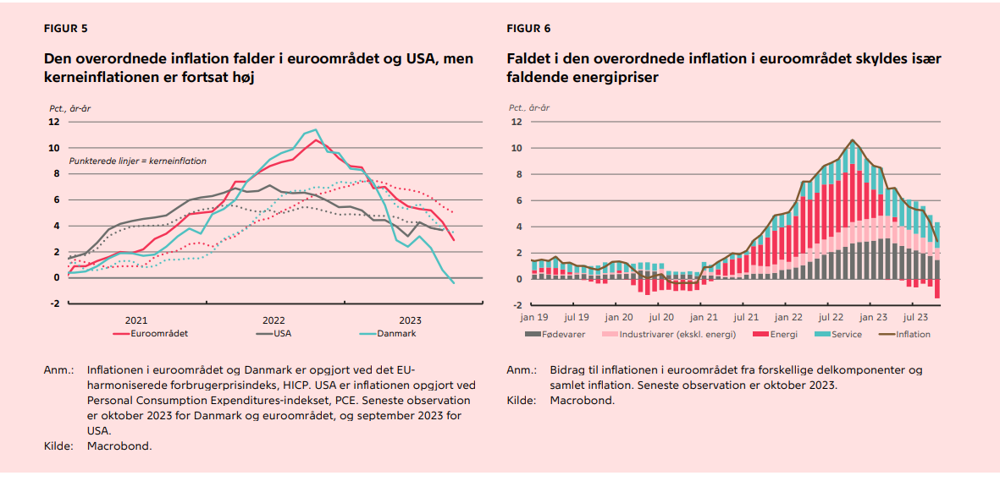 FIGUR 5
Den overordnede inflation falder i euroområdet og USA, men
kerneinflationen er fortsat høj
Pct., år-år
12
10
Punkterede linjer = kerneinflation
8
6
4
2
0
-2
2021
2022
2023
Euroområdet
USA
Danmark
Anm.: Inflationen i euroområdet og Danmark er opgjort ved det EU-
harmoniserede forbrugerprisindeks, HICP. USA er inflationen opgjort ved
Personal Consumption Expenditures-indekset, PCE. Seneste observation
er oktober 2023 for Danmark og euroområdet, og september 2023 for
USA.
Kilde: Macrobond.
FIGUR 6
Faldet i den overordnede inflation i euroområdet skyldes især
faldende energipriser
Pct., år-år
12
10
8
6
4
2
0
-2
jan 19
jul 19
jan 20
jul 20
jan 21
jul 21
jan 22
jul 22
jan 23
jul 23
Fødevarer
Industrivarer (ekskl. energi)
Energi
Service
Inflation
Anm.: Bidrag til inflationen i euroområdet fra forskellige delkomponenter og
samlet inflation. Seneste observation er oktober 2023.
Kilde: Macrobond.